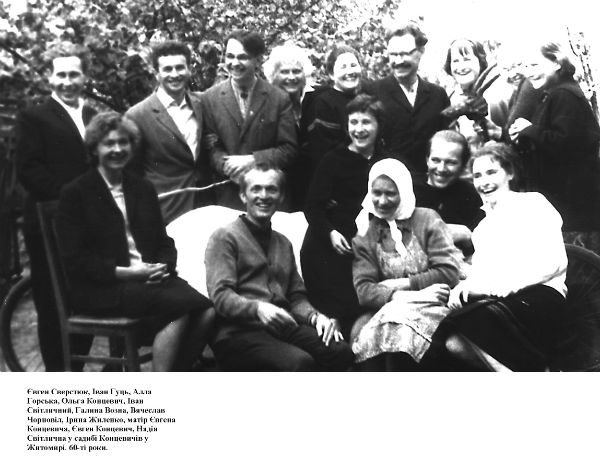 Євген Сверстюк, Іван Гуць, Алла
Горська, Ольга Концевич, Іван
Світличний, Галина Возна, Вячеслав
Чорновіл, Ірина Жиленко, матір Євгена
Концевича, Євген Концевич, Надія
Світлична у садибі Концевичів у
Житомирі. 60-ті роки.